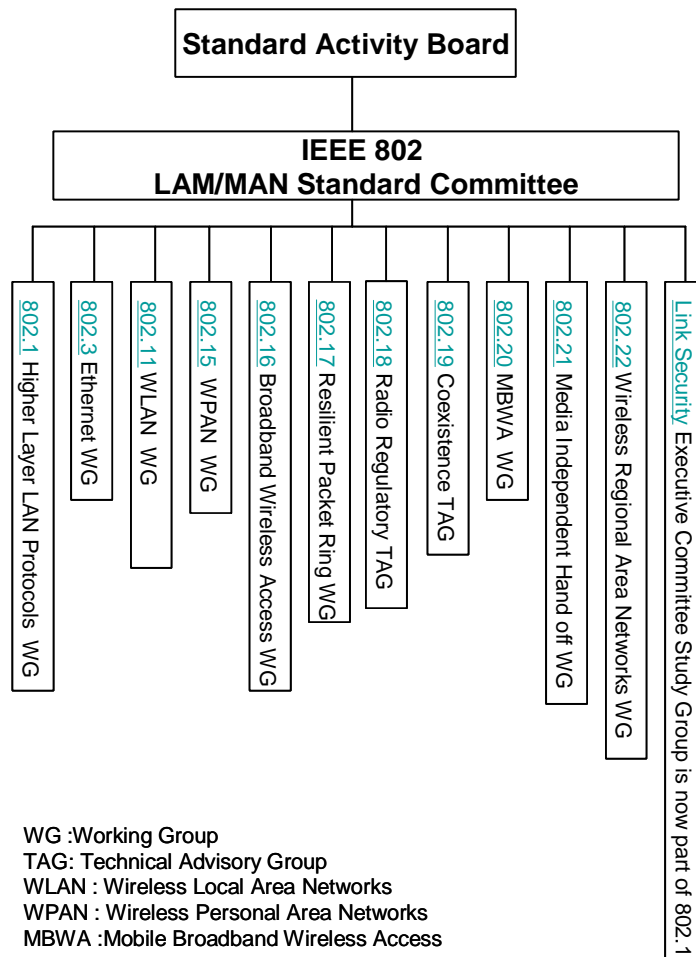 Standard Activity Board
IEEE 802
LAM/MAN Standard Committee
802.1 Higher Layer LAN Protocols WG
802.3 Ethernet WG
802.11 WLAN WG
802.15 WPAN WG
802.16 Broadband Wireless Access WG
802.17 Resilient Packet Ring WG
802.18 Radio Regulatory TAG
802.19 Coexistence TAG
802.20 MBWA WG
802.21 Media Independent Hand off WG
802.22 Wireless Regional Area Networks WG
Link Security Executive Committee Study Group is now part of 802.1
WG :Working Group
TAG: Technical Advisory Group
WLAN : Wireless Local Area Networks
WPAN : Wireless Personal Area Networks
MBWA :Mobile Broadband Wireless Access